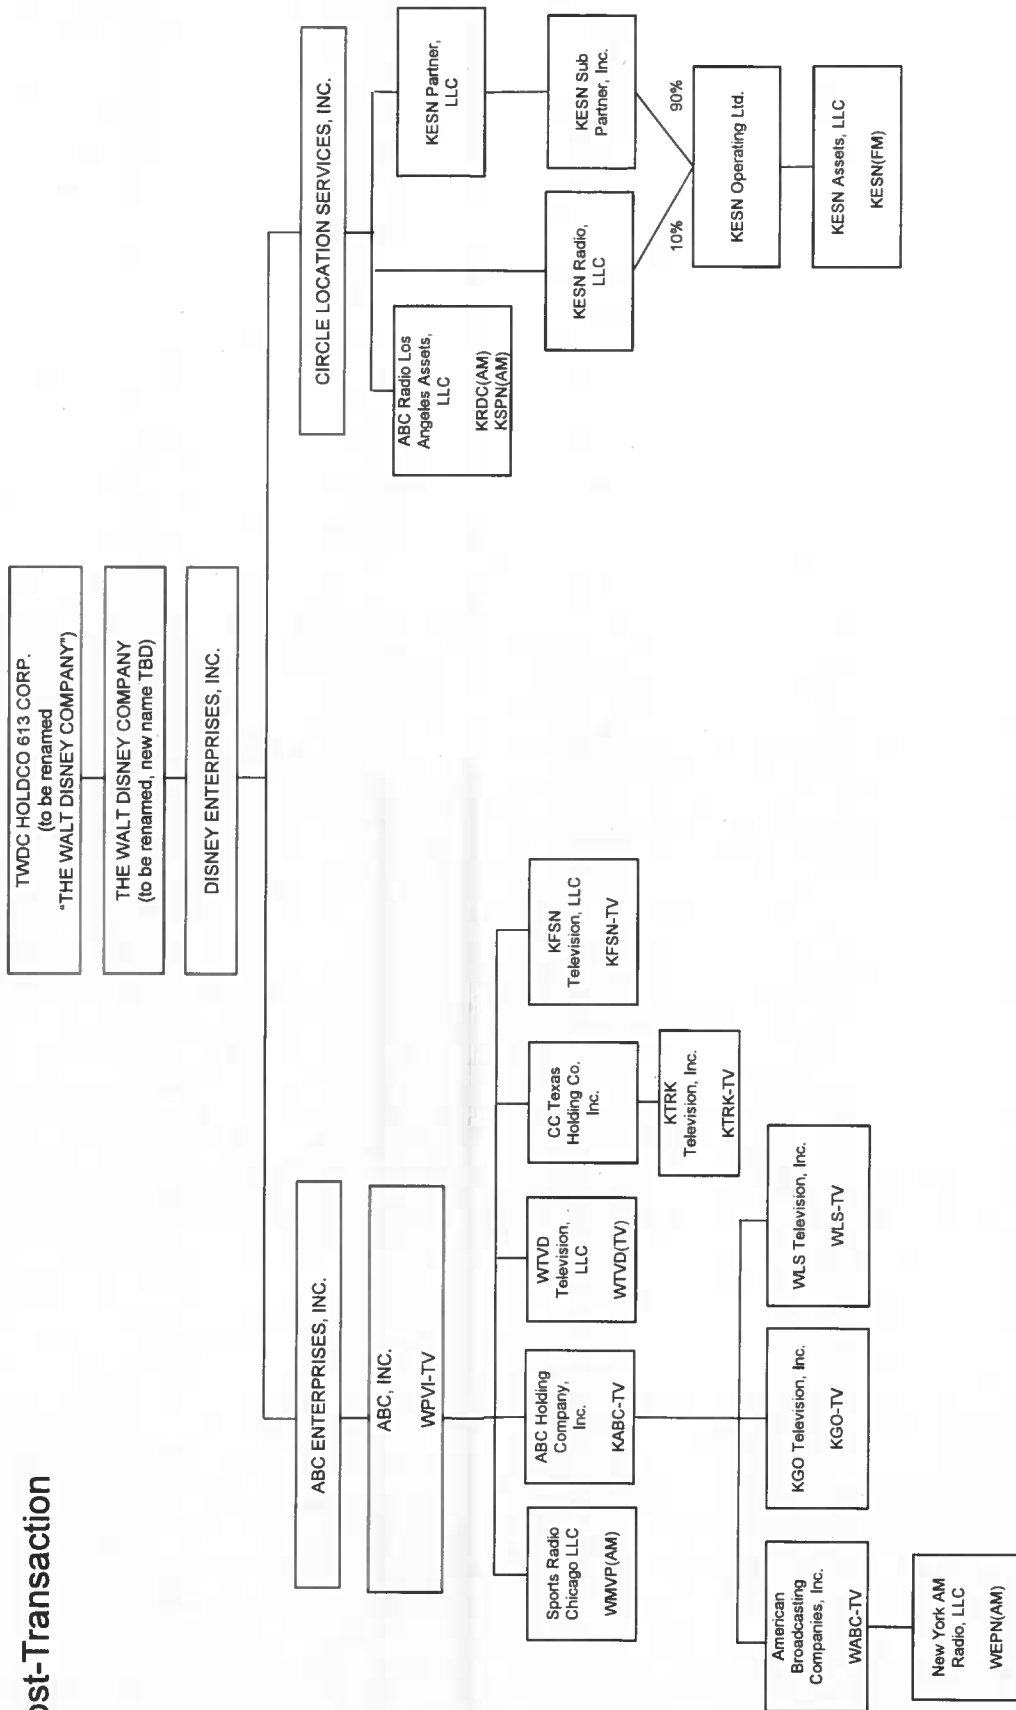 ost-Transaction
TWDC HOLDCO 613 CORP.
(to be renamed
"THE WALT DISNEY COMPANY")
THE WALT DISNEY COMPANY
(to be renamed, new name TBD)
DISNEY ENTERPRISES, INC.
ABC ENTERPRISES, INC.
ABC, INC.
WPVI-TV
Sports Radio
Chicago LLC
WMVP(AM)
ABC Holding
Company,
Inc.
KABC-TV
WTVD
Television,
LLC
WTVD(TV)
CC Texas
Holding Co.
Inc.
KTRK
Television, Inc.
KTRK-TV
KFSN
Television, LLC
KFSN-TV
American
Broadcasting
Companies, Inc.
WABC-TV
New York AM
Radio, LLC
WEPN(AM)
KGO Television, Inc.
KGO-TV
WLS Television, Inc.
WLS-TV
CIRCLE LOCATION SERVICES, INC.
ABC Radio Los
Angeles Assets,
LLC
KRDC(AM)
KSPN(AM)
KESN Radio,
LLC
KESN Partner,
LLC
KESN Sub
Partner, Inc.
10%
90%
KESN Operating Ltd.
KESN Assets, LLC
KESN(FM)